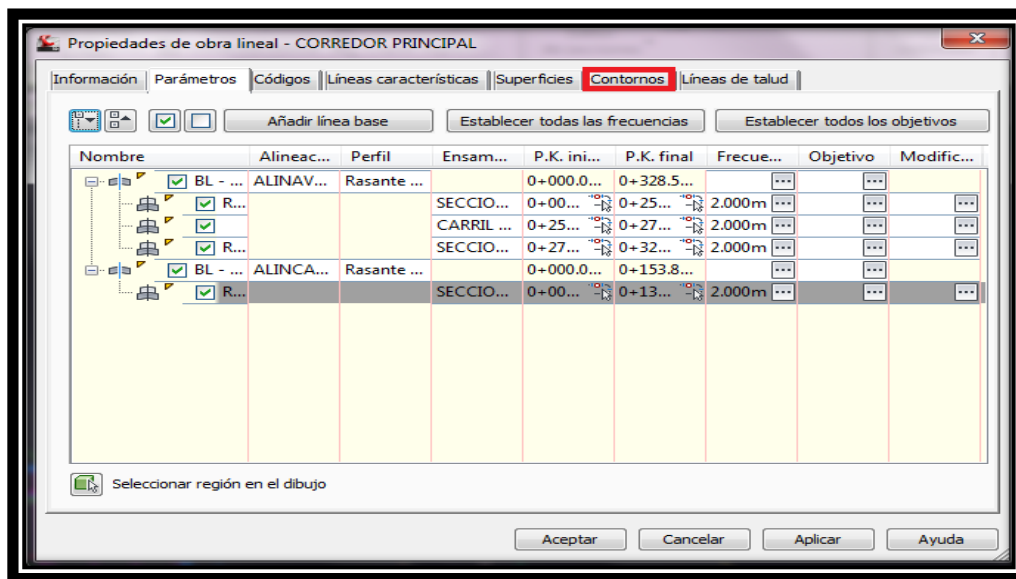 Propiedades de obra lineal - CORREDOR PRINCIPAL
Información Parámetros Códigos Líneas características Superficies Contornos Líneas de talud
Añadir línea base Establecer todas las frecuencias Establecer todos los objetivos
Nombre Alineac... Perfil Ensam... P.K. ini... P.K. final Frecue... Objetivo Modific...
BL - ... ALINAV... Rasante ... 0+000.0... 0+328.5...
R... SECCIO... 0+00... 0+25... 2.000m
CARRIL ... 0+25... 0+27... 2.000m
R... SECCIO... 0+27... 0+32... 2.000m
BL - ... ALINCA... Rasante ... 0+000.0... 0+153.8...
R... SECCIO... 0+00... 0+13... 2.000m
Seleccionar región en el dibujo
Aceptar Cancelar Aplicar Ayuda